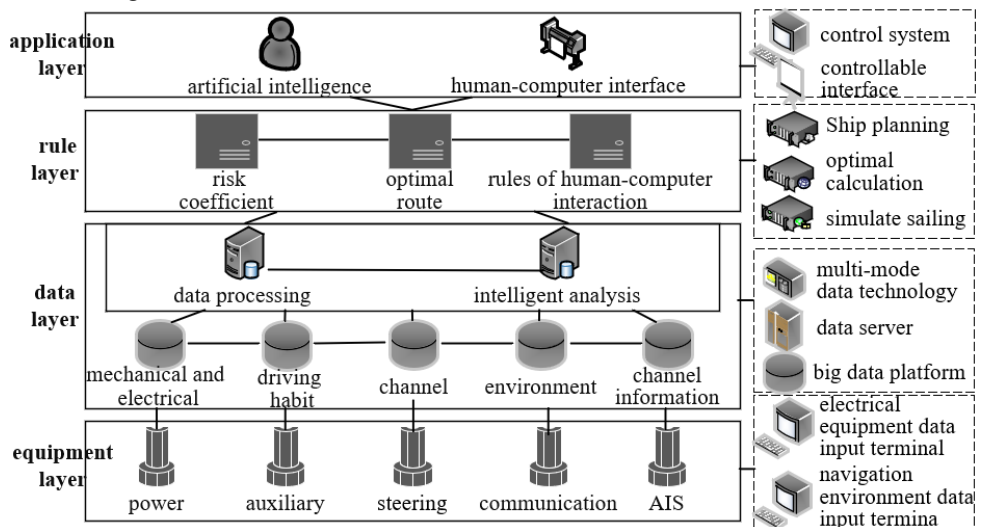 application
layer
artificial intelligence
human-computer interface
control system
controllable
interface
rule
layer
risk
coefficient
optimal
route
rules of human-computer
interaction
Ship planning
optimal
calculation
simulate sailing
data
layer
data processing
intelligent analysis
mechanical and
electrical
driving
habit
channel
environment
channel
information
multi-mode
data technology
data server
big data platform
equipment
layer
power
auxiliary
steering
communication
AIS
electrical
equipment data
input terminal
navigation
environment data
input termina